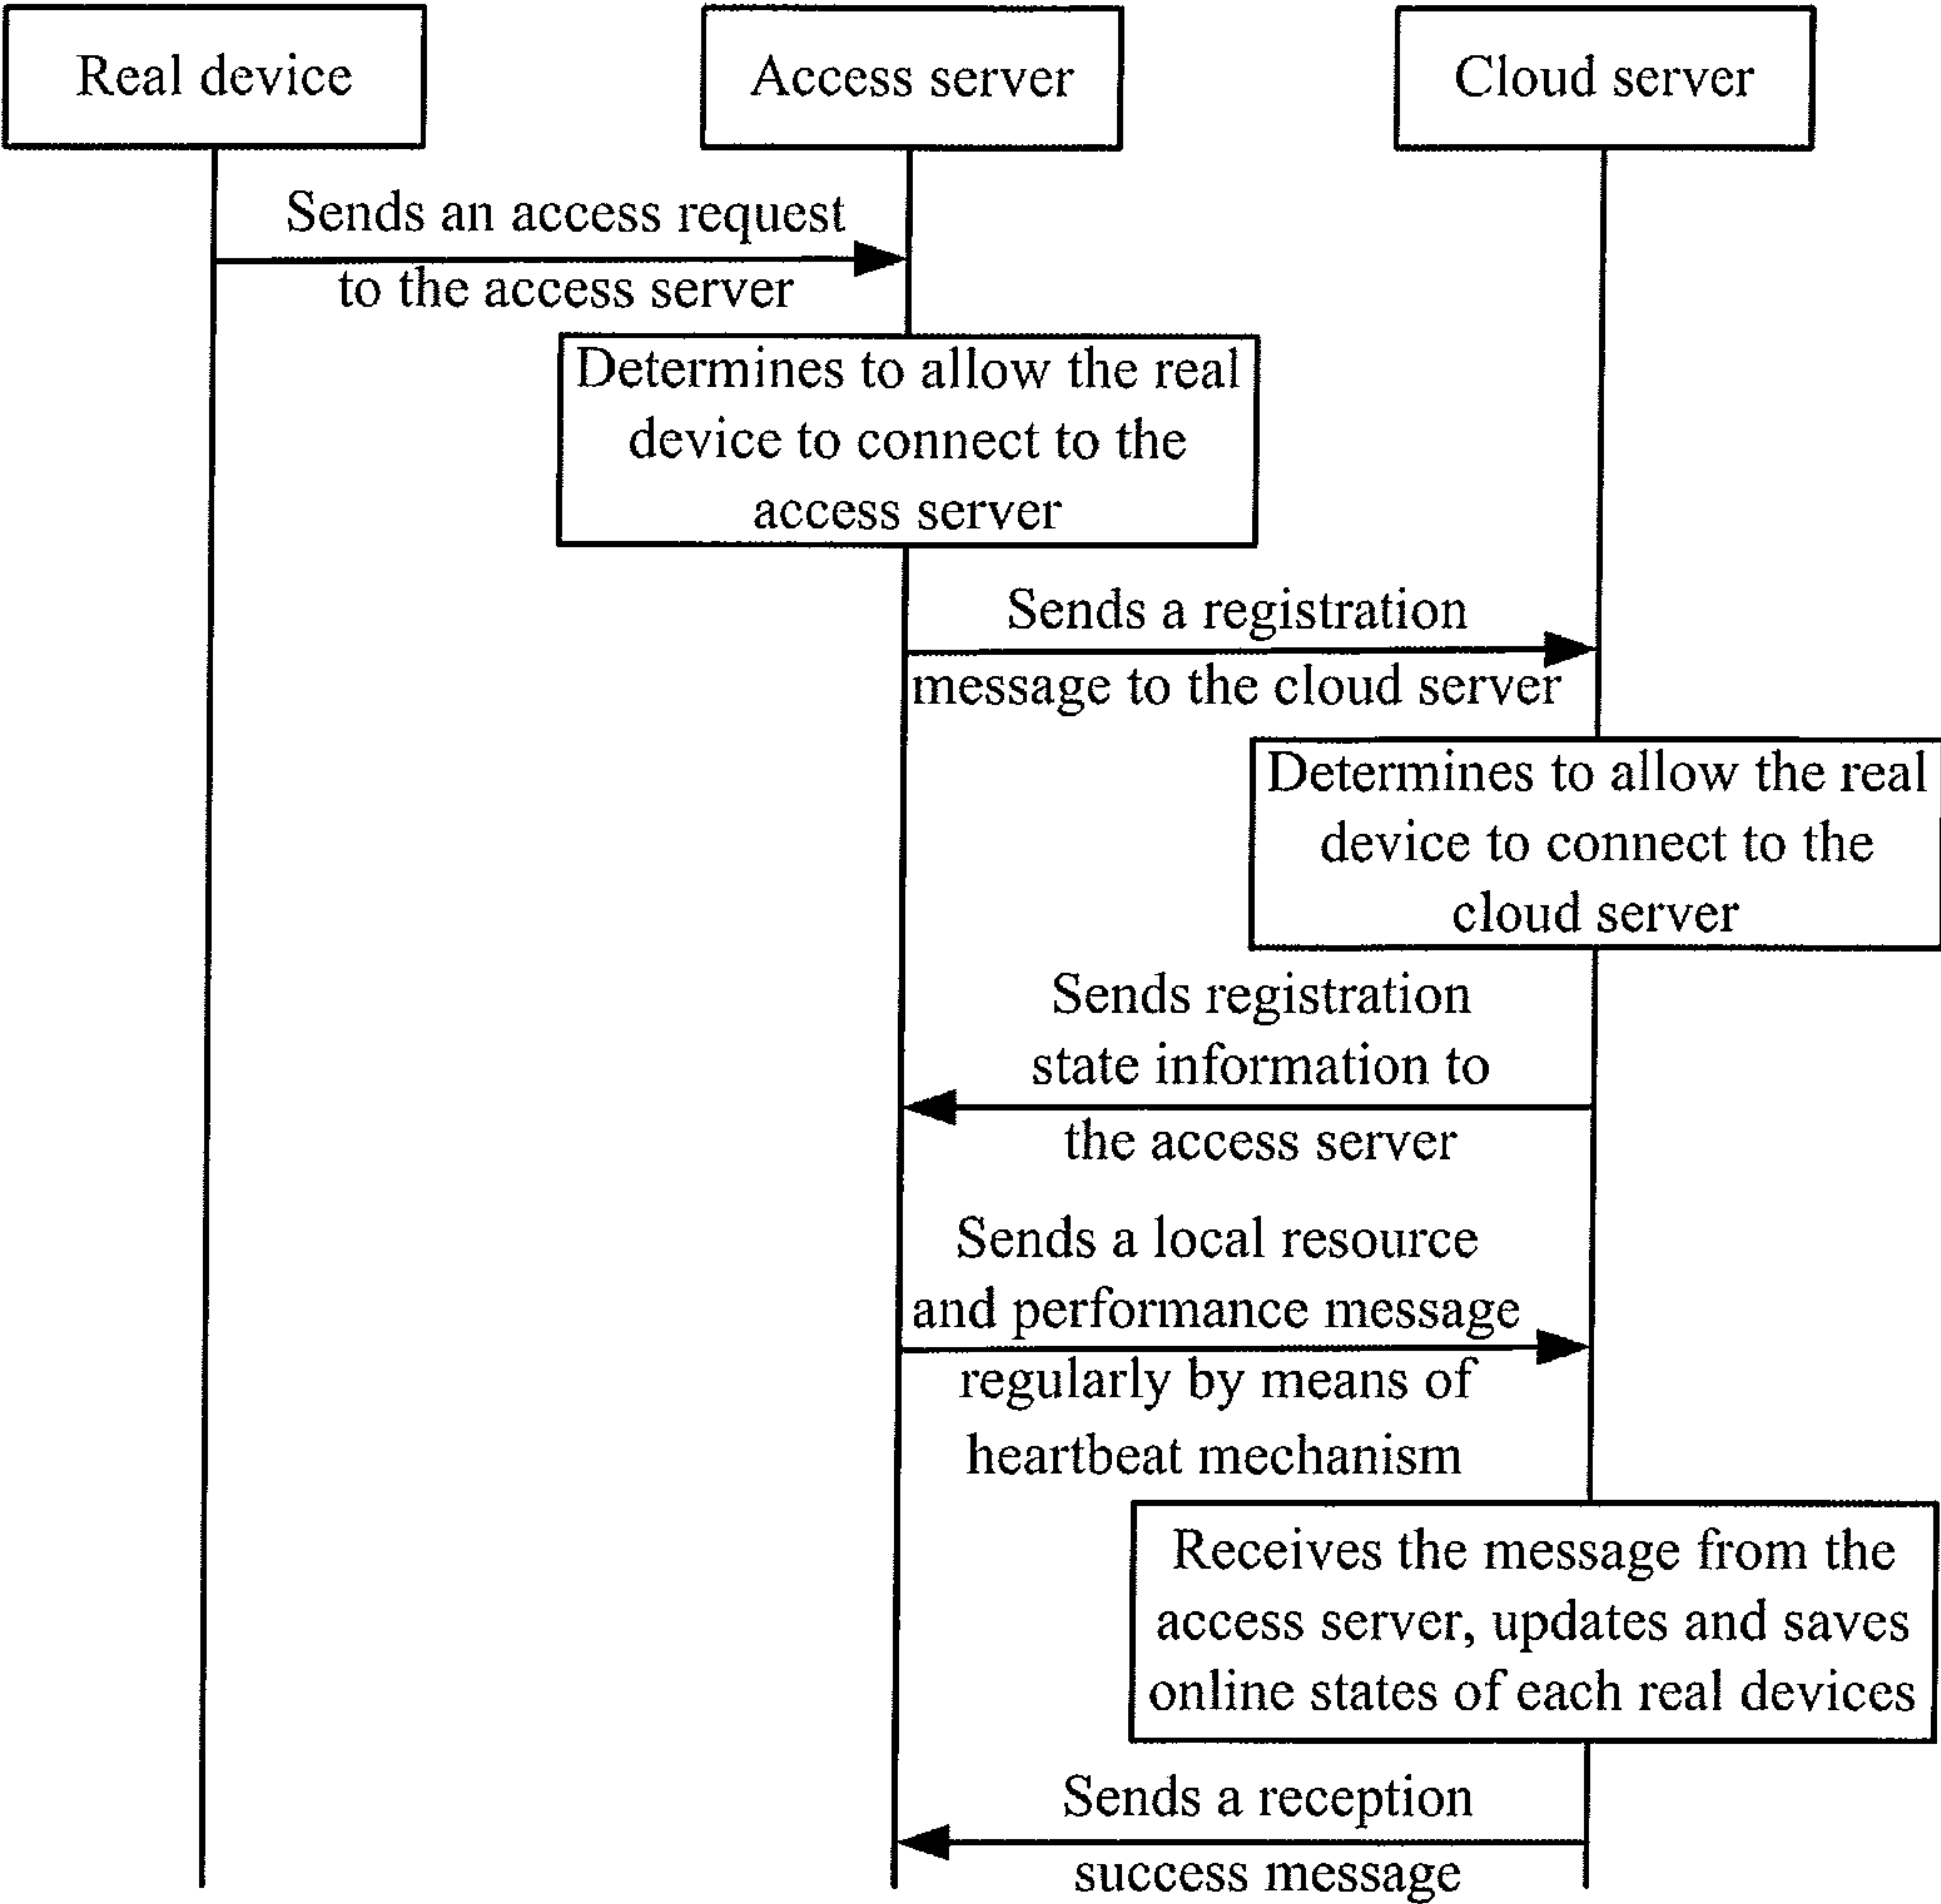 Real device
Access server
Cloud server
Sends an access request
to the access server
Determines to allow the real
device to connect to the
access server
Sends a registration
message to the cloud server
Determines to allow the real
device to connect to the
cloud server
Sends registration
state information to
the access server
Sends a local resource
and performance message
regularly by means of
heartbeat mechanism
Receives the message from the
access server, updates and saves
online states of each real devices
Sends a reception
success message